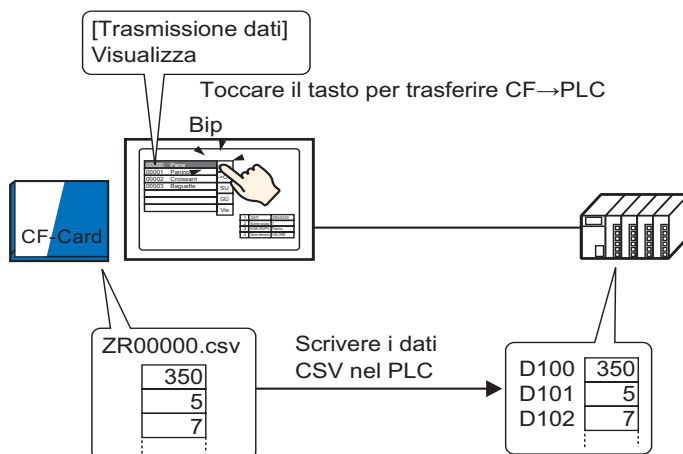 [Trasmissione dati]
Visualizza
Toccare il tasto per trasferire CF→PLC
Bip
00000 Pane
00001 Panino
00002 Croissant
00003 Baguette
SU
GIÙ
CF-Card
ZR00000.csv
350
5
7
Scrivere i dati
CSV nel PLC
D100 350
D101 5
D102 7